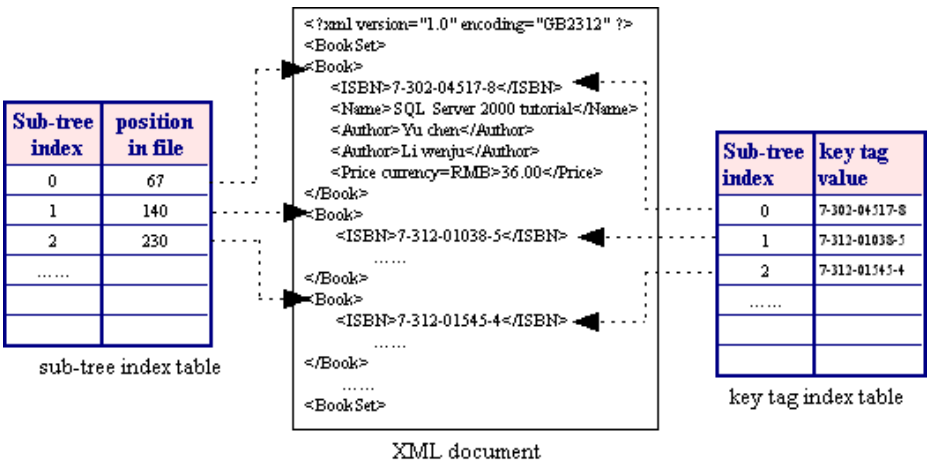 Sub-tree index position in file
0 67
1 140
2 230
......
sub-tree index table
<?xml version="1.0" encoding="GB2312" ?>
<BookSet>
<Book>
<ISBN>7-302-04517-8</ISBN>
<Name>SQL Server 2000 tutorial</Name>
<Author>Yu chen</Author>
<Author>Li wenju</Author>
<Price currency=RMB>36.00</Price>
</Book>
<Book>
<ISBN>7-312-01038-5</ISBN>
......
</Book>
<Book>
<ISBN>7-312-01545-4</ISBN>
......
</Book>
......
<BookSet>
XML document
Sub-tree index key tag value
0 7-302-04517-8
1 7-312-01038-5
2 7-312-01545-4
......
key tag index table